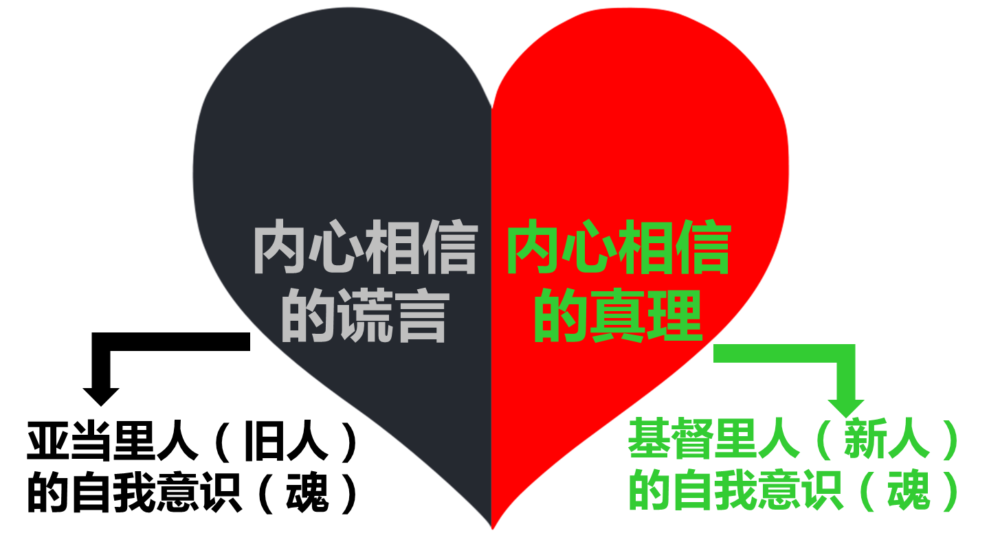 内心相信
的谎言
内心相信
的真理
亚当里人（旧人）
的自我意识（魂）
基督里人（新人）
的自我意识（魂）